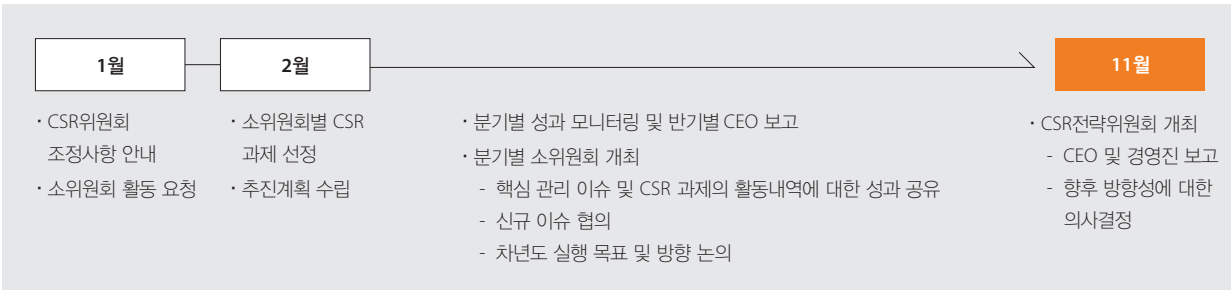 1월
2월
11월
· CSR위원회
조정사항 안내
· 소위원회 활동 요청
· 소위원회별 CSR
과제 선정
· 추진계획 수립
· 분기별 성과 모니터링 및 반기별 CEO 보고
· 분기별 소위원회 개최
- 핵심 관리 이슈 및 CSR 과제의 활동내역에 대한 성과 공유
- 신규 이슈 협의
- 차년도 실행 목표 및 방향 논의
· CSR전략위원회 개최
- CEO 및 경영진 보고
- 향후 방향성에 대한
의사결정